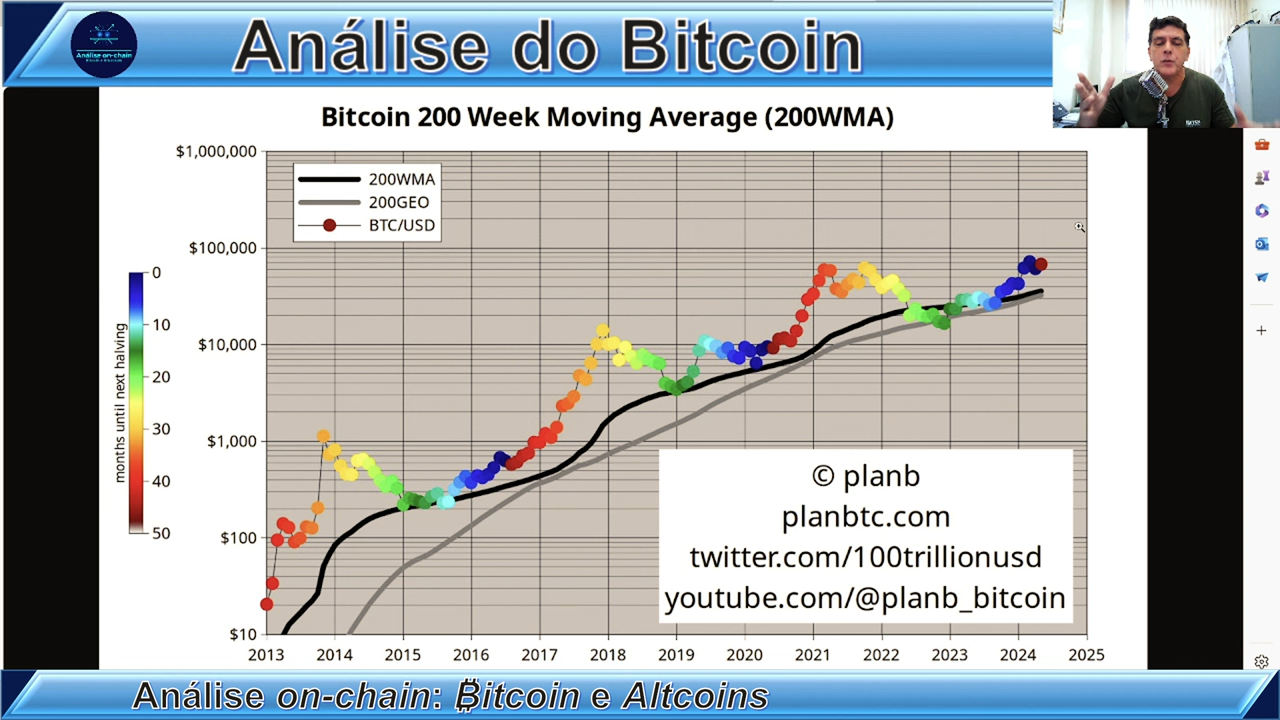 Análise do Bitcoin
Análise on-chain
Bitcoin 200 Week Moving Average (200WMA)
$1,000,000
$100,000
$10,000
$1,000
$100
$10
200WMA
200GEO
BTC/USD
months until next halving
0
10
20
30
40
50
2013 2014 2015 2016 2017 2018 2019 2020 2021 2022 2023 2024 2025
© planb
planbtc.com
twitter.com/100trillionusd
youtube.com/@planb_bitcoin
Análise on-chain: ₿itcoin e Altcoins